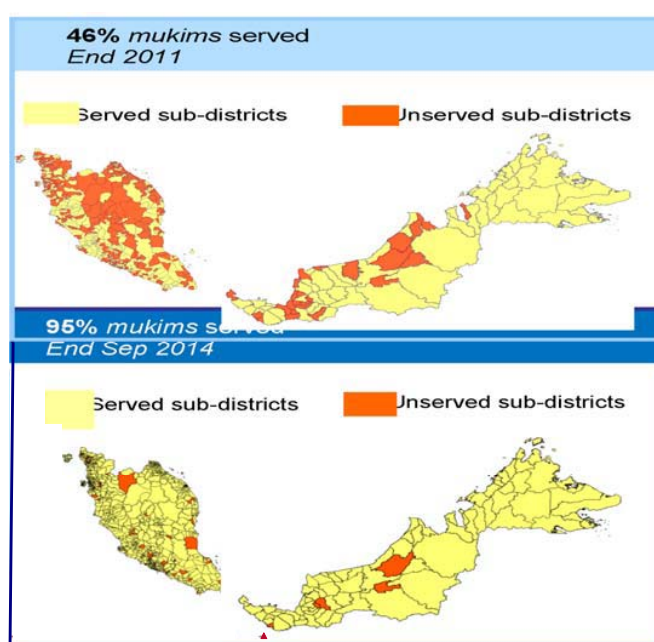 46% mukims served
End 2011
Served sub-districts Unserved sub-districts
95% mukims served
End Sep 2014
Served sub-districts Unserved sub-districts